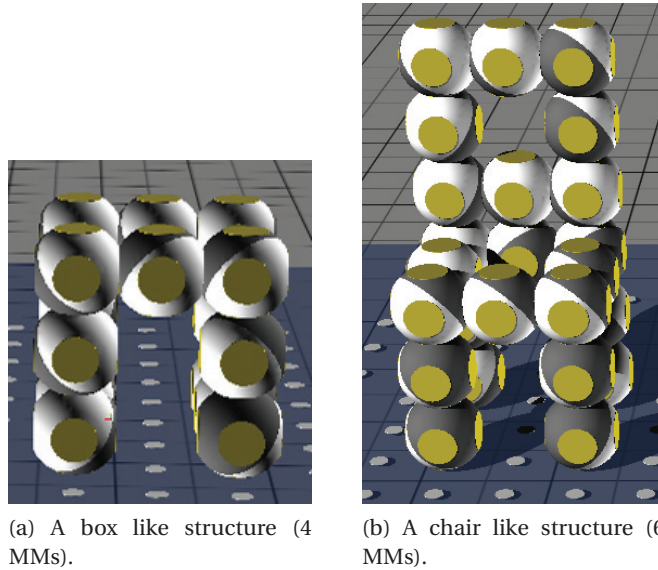 (a) A box like structure (4
MMs).
(b) A chair like structure (6
MMs).